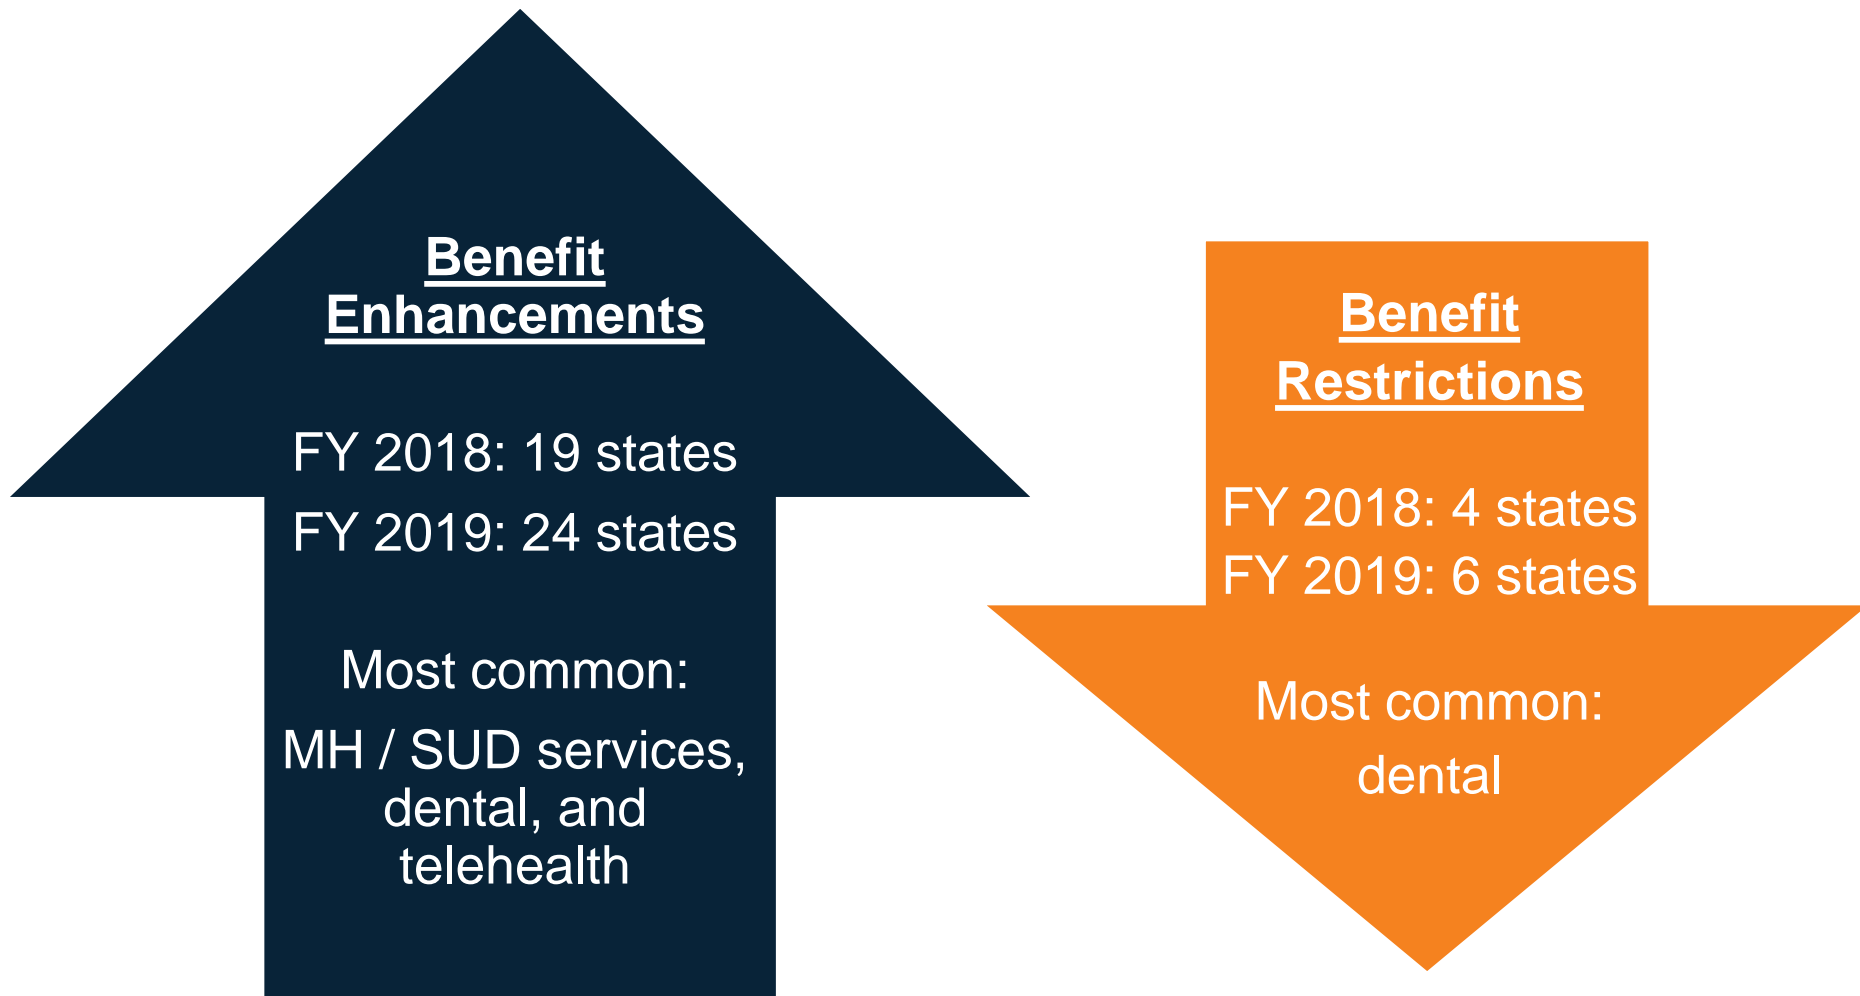 Benefit
Enhancements
FY 2018: 19 states
FY 2019: 24 states
Most common:
MH / SUD services,
dental, and
telehealth
Benefit
Restrictions
FY 2018: 4 states
FY 2019: 6 states
Most common:
dental